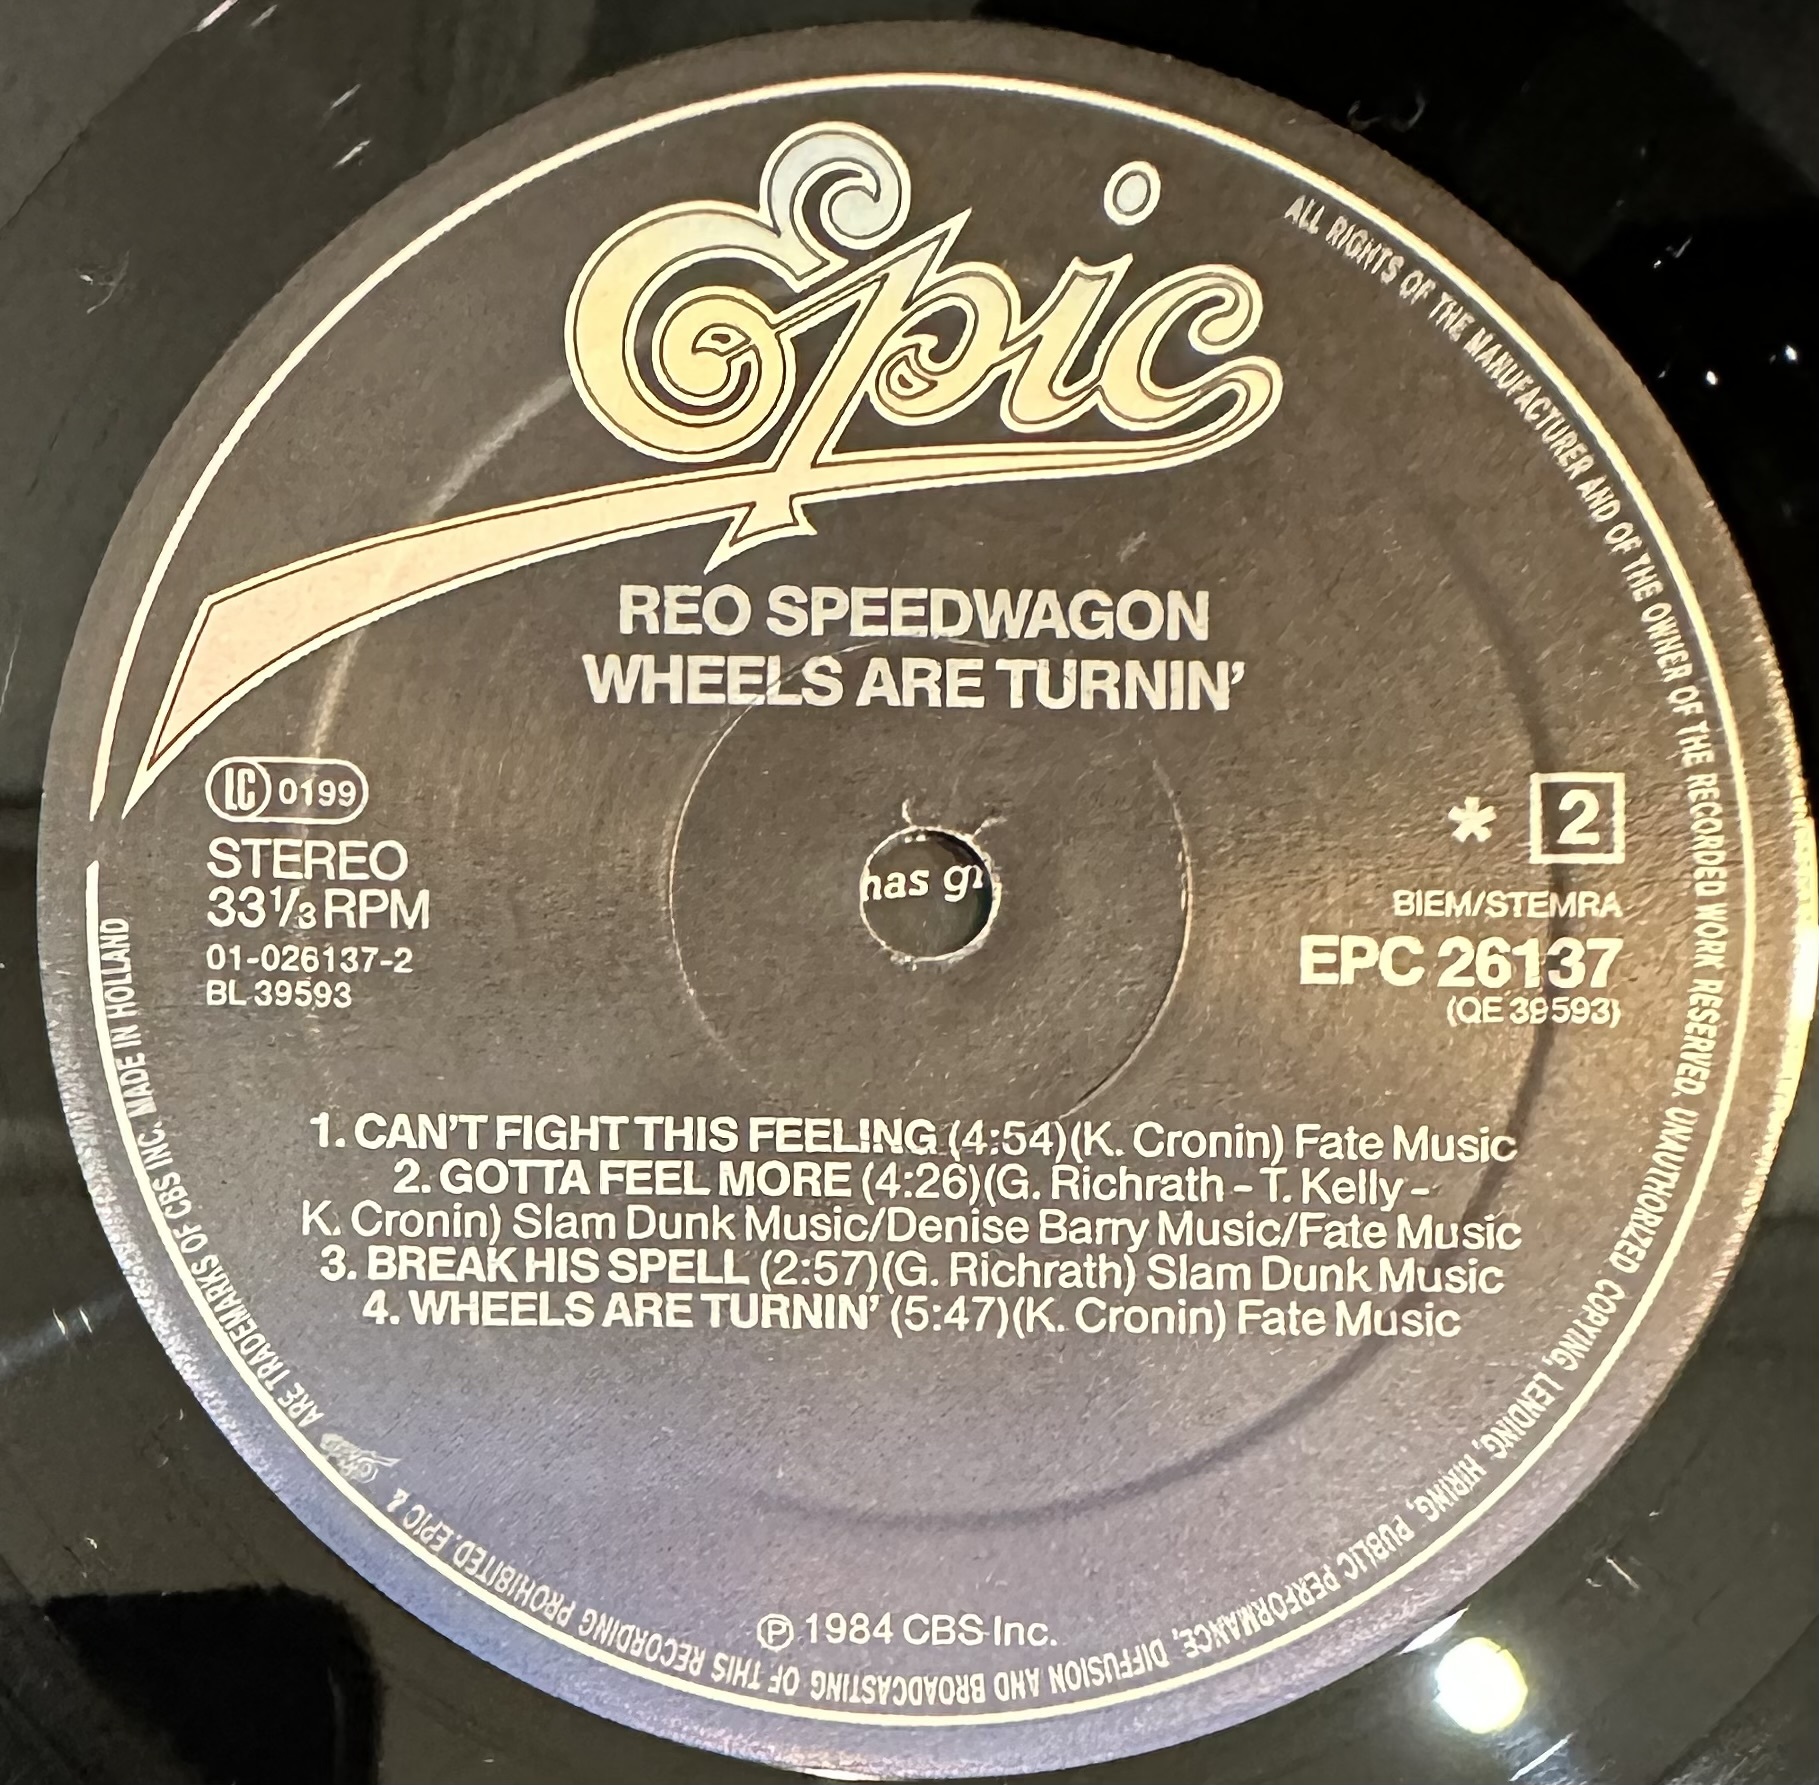 Epic
REO SPEEDWAGON
WHEELS ARE TURNIN'
LC 0199
STEREO
33⅓ RPM
01-026137-2
BL 39593
has
* 2
BIEM/STEMRA
EPC 26137
(QE 39593)
1. CAN'T FIGHT THIS FEELING (4:54)(K. Cronin) Fate Music
2. GOTTA FEEL MORE (4:26)(G. Richrath - T. Kelly -
K. Cronin) Slam Dunk Music/Denise Barry Music/Fate Music
3. BREAK HIS SPELL (2:57)(G. Richrath) Slam Dunk Music
4. WHEELS ARE TURNIN' (5:47)(K. Cronin) Fate Music
℗ 1984 CBS Inc.
ALL RIGHTS OF THE MANUFACTURER AND OF THE OWNER OF THE RECORDED WORK RESERVED. UNAUTHORIZED COPYING, LENDING, HIRING, PUBLIC PERFORMANCE, DIFFUSION AND BROADCASTING OF THIS RECORDING PROHIBITED. EPIC & Epic ARE TRADEMARKS OF CBS INC. MADE IN HOLLAND